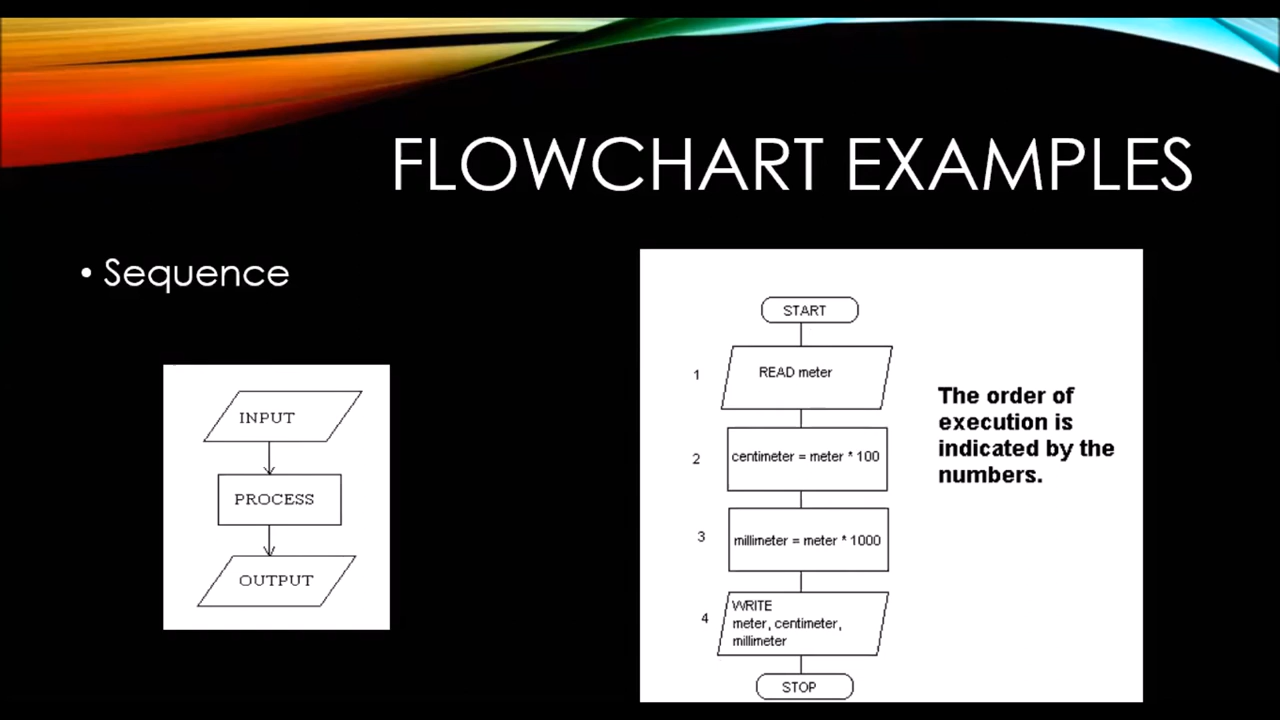 FLOWCHART EXAMPLES
• Sequence
INPUT
PROCESS
OUTPUT
START
1 READ meter
2 centimeter = meter * 100
3 millimeter = meter * 1000
4 WRITE
meter, centimeter,
millimeter
STOP
The order of
execution is
indicated by the
numbers.